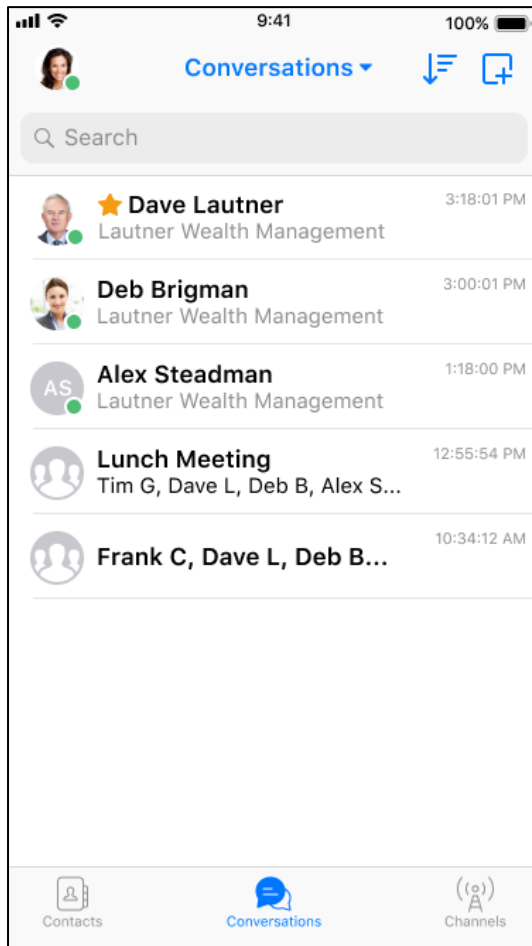 9:41
100%
Conversations
Search
Dave Lautner
3:18:01 PM
Lautner Wealth Management
Deb Brigman
3:00:01 PM
Lautner Wealth Management
AS
Alex Steadman
1:18:00 PM
Lautner Wealth Management
Lunch Meeting
12:55:54 PM
Tim G, Dave L, Deb B, Alex S...
Frank C, Dave L, Deb B...
10:34:12 AM
Contacts
Conversations
Channels